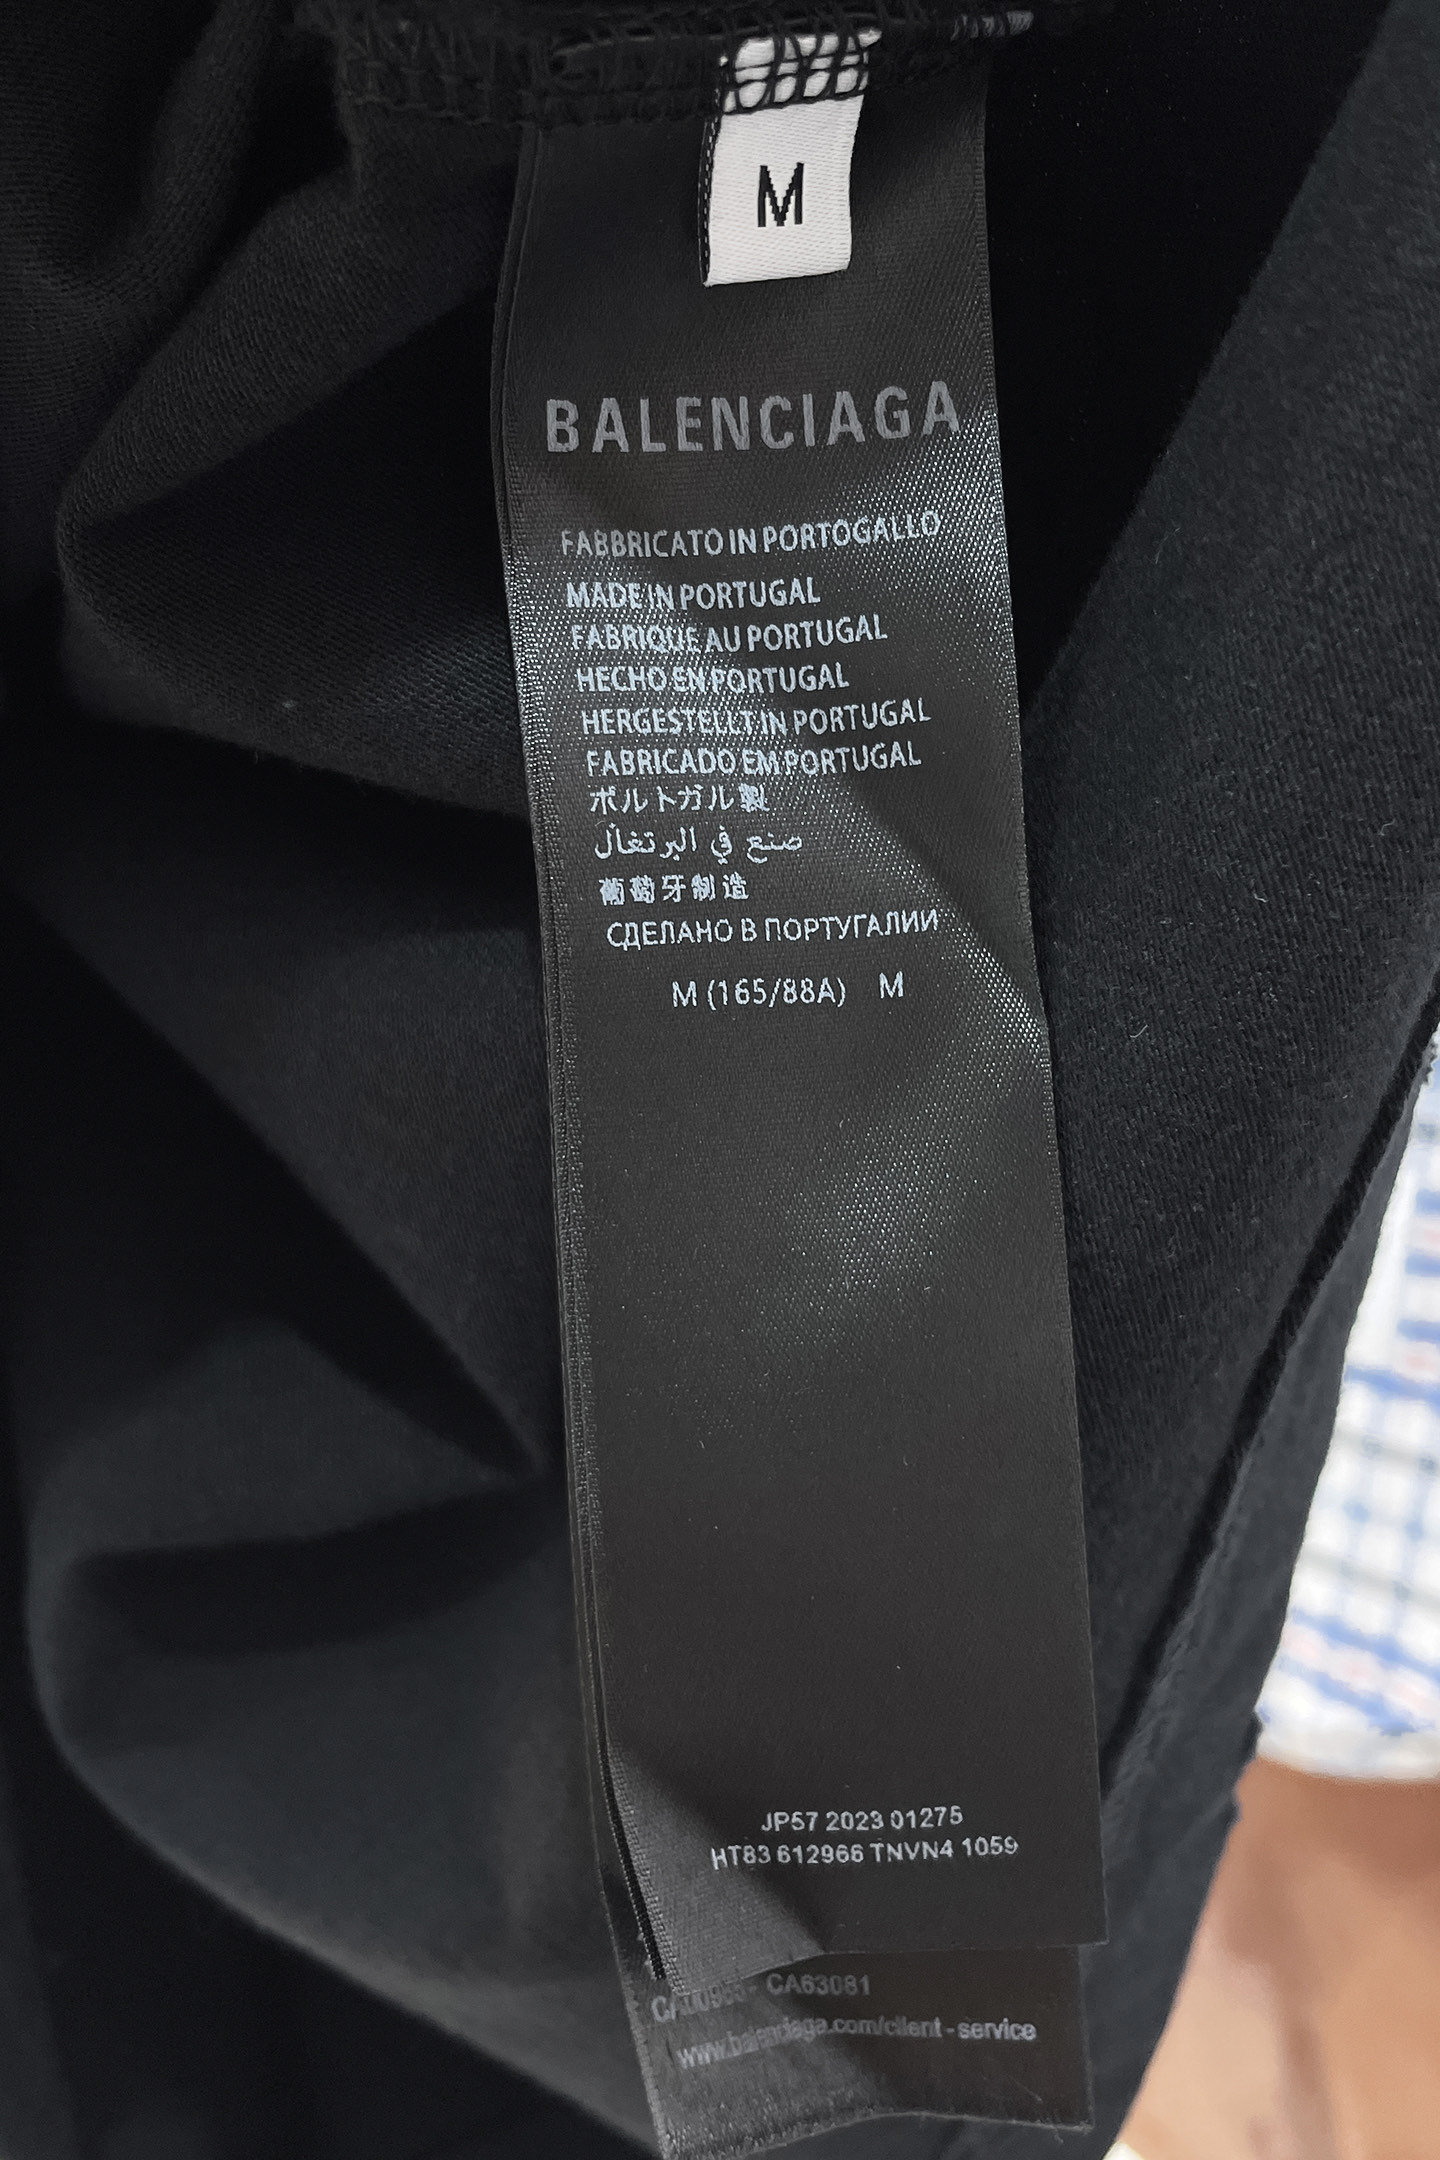 M
BALENCIAGA
FABBRICATO IN PORTOGALLO
MADE IN PORTUGAL
FABRIQUE AU PORTUGAL
HECHO EN PORTUGAL
HERGESTELLT IN PORTUGAL
FABRICADO EM PORTUGAL
ポルトガル製
صنع في البرتغال
葡萄牙制造
СДЕЛАНО В ПОРТУГАЛИИ
M (165/88A) M
JP57 2023 01275
HT83 612966 TNVN4 1059
- CA63081
www.balenciaga.com/client-service